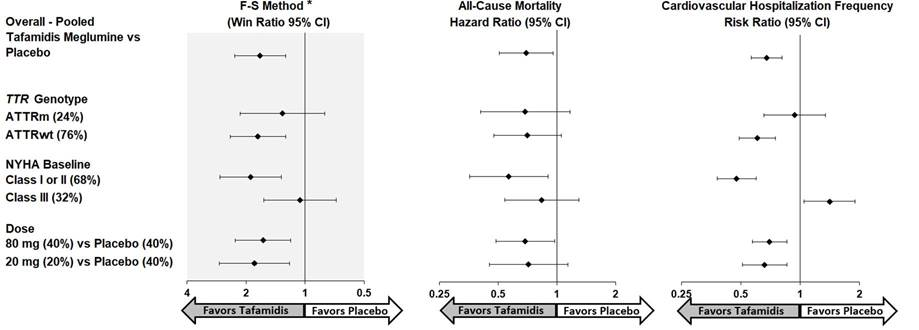 F-S Method * All-Cause Mortality Cardiovascular Hospitalization Frequency
(Win Ratio 95% CI) Hazard Ratio (95% CI) Risk Ratio (95% CI)
Overall - Pooled
Tafamidis Meglumine vs
Placebo
TTR Genotype
ATTRm (24%)
ATTRwt (76%)
NYHA Baseline
Class I or II (68%)
Class III (32%)
Dose
80 mg (40%) vs Placebo (40%)
20 mg (20%) vs Placebo (40%)
4 2 1 0.5 0.25 0.5 1 2 0.25 0.5 1 2
Favors Tafamidis Favors Placebo Favors Tafamidis Favors Placebo Favors Tafamidis Favors Placebo